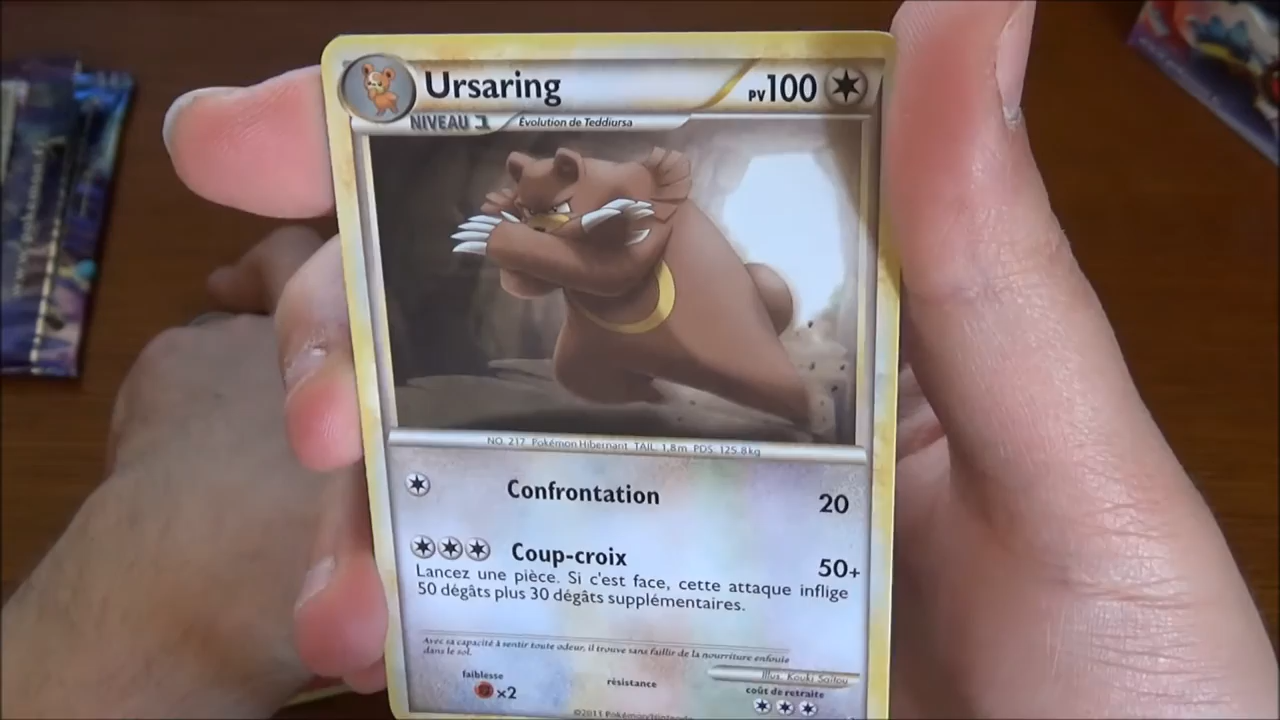 Ursaring
PV100
NIVEAU 1
Évolution de Teddiursa
NO. 217 Pokémon Hibernant TAIL. 1,8m PDS. 125.8kg
Confrontation 20
Coup-croix 50+
Lancez une pièce. Si c'est face, cette attaque inflige
50 dégâts plus 30 dégâts supplémentaires.
Avec sa capacité à sentir toute odeur, il trouve sans faillir de la nourriture enfouie
dans le sol.
Illus. Kouki Saitou
faiblesse
résistance
coût de retraite
x2
©2011 Pokémon/Nintendo